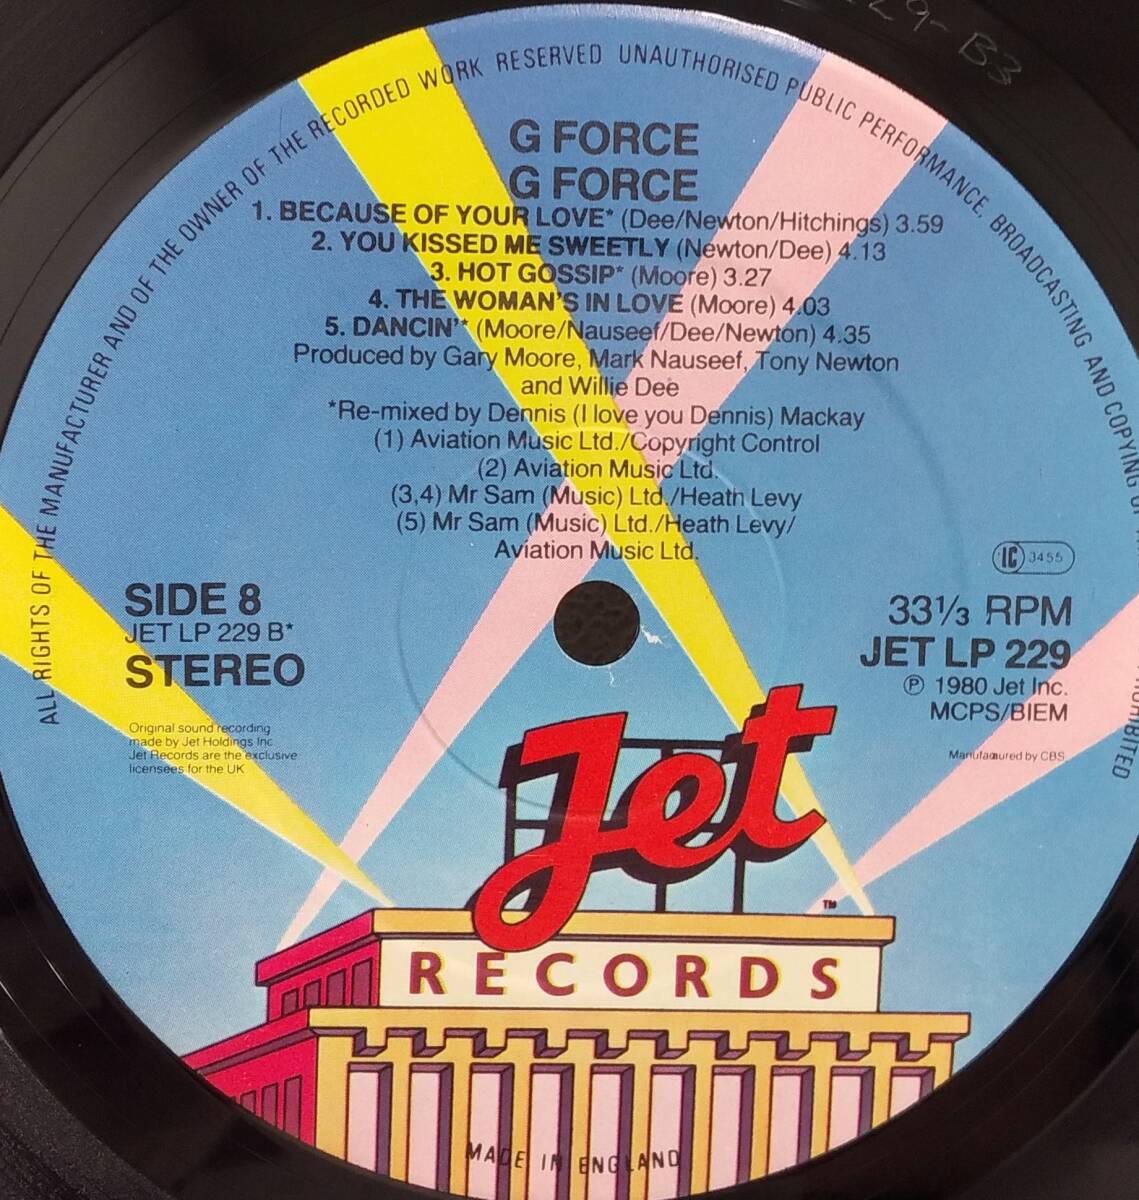 29- B3
ALL RIGHTS OF THE MANUFACTURER AND OF THE OWNER OF THE RECORDED WORK RESERVED UNAUTHORISED PUBLIC PERFORMANCE, BROADCASTING AND COPYING OF
G FORCE
G FORCE
1. BECAUSE OF YOUR LOVE* (Dee/Newton/Hitchings) 3.59
2. YOU KISSED ME SWEETLY (Newton/Dee) 4.13
3. HOT GOSSIP* (Moore) 3.27
4. THE WOMAN'S IN LOVE (Moore) 4.03
5. DANCIN'* (Moore/Nauseef/Dee/Newton) 4.35
Produced by Gary Moore, Mark Nauseef, Tony Newton
and Willie Dee
*Re-mixed by Dennis (I love you Dennis) Mackay
(1) Aviation Music Ltd./Copyright Control
(2) Aviation Music Ltd.
(3,4) Mr Sam (Music) Ltd./Heath Levy
(5) Mr Sam (Music) Ltd./Heath Levy/
Aviation Music Ltd.
IC 3455
SIDE 8
JET LP 229 B*
STEREO
33 1/3 RPM
JET LP 229
℗ 1980 Jet Inc.
MCPS/BIEM
Original sound recording
made by Jet Holdings Inc
Jet Records are the exclusive
licensees for the UK
Manufactured by CBS
Jet
TM
RECORDS
MADE IN ENGLAND